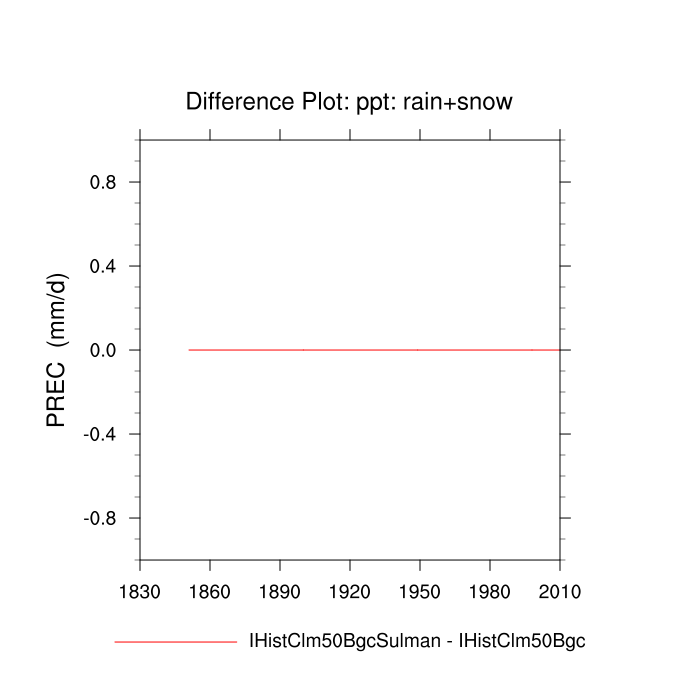 Difference Plot: ppt: rain+snow
PREC (mm/d)
0.8
0.4
0.0
-0.4
-0.8
1830 1860 1890 1920 1950 1980 2010
IHistClm50BgcSulman - IHistClm50Bgc